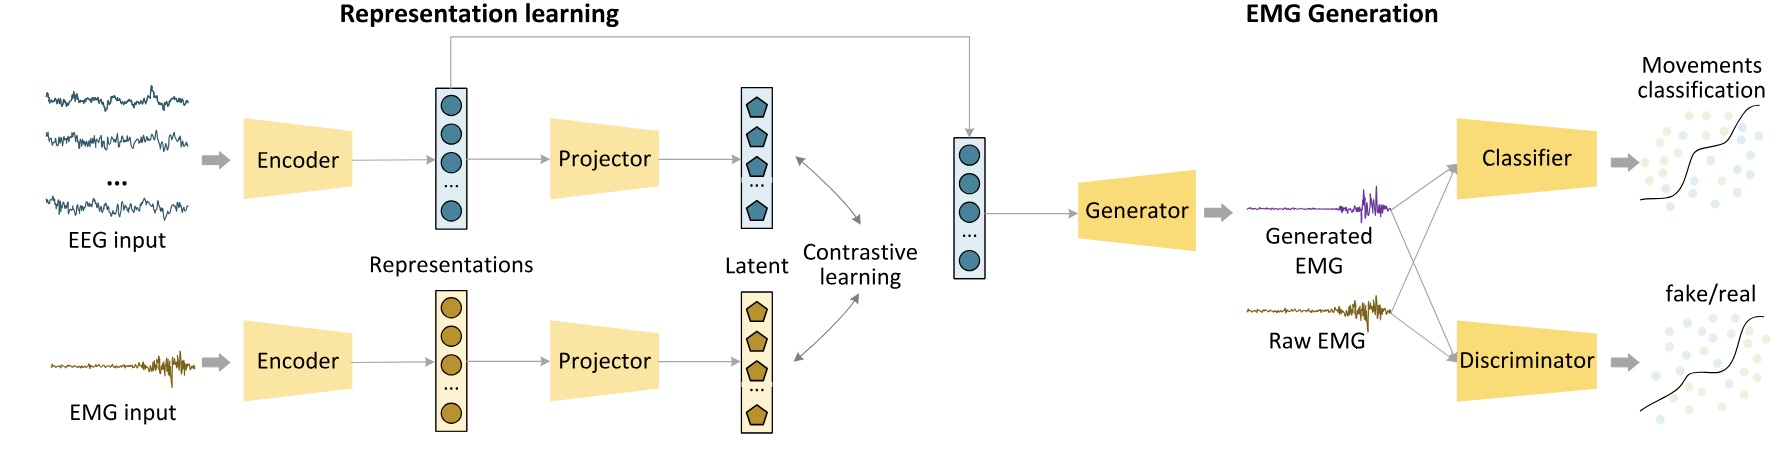 Representation learning
EMG Generation
Movements
classification
Encoder
Projector
Classifier
...
...
...
EEG input
Generator
Generated
EMG
...
Representations
Latent
Contrastive
learning
fake/real
Raw EMG
Encoder
Projector
Discriminator
...
...
EMG input